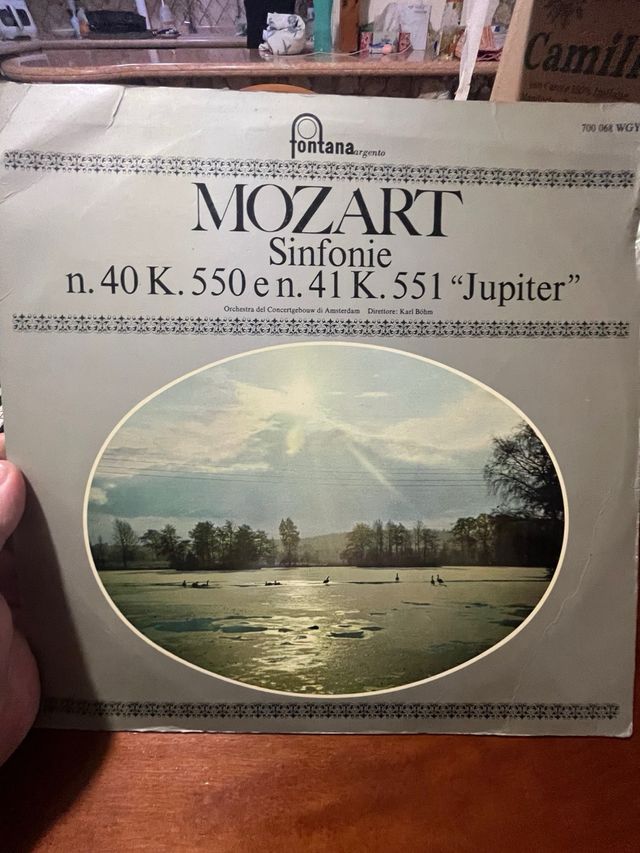 Camill
fontana argento
700 068 WGY
MOZART
Sinfonie
n. 40 K. 550 e n. 41 K. 551 “Jupiter”
Orchestra del Concertgebouw di Amsterdam Direttore: Karl Böhm